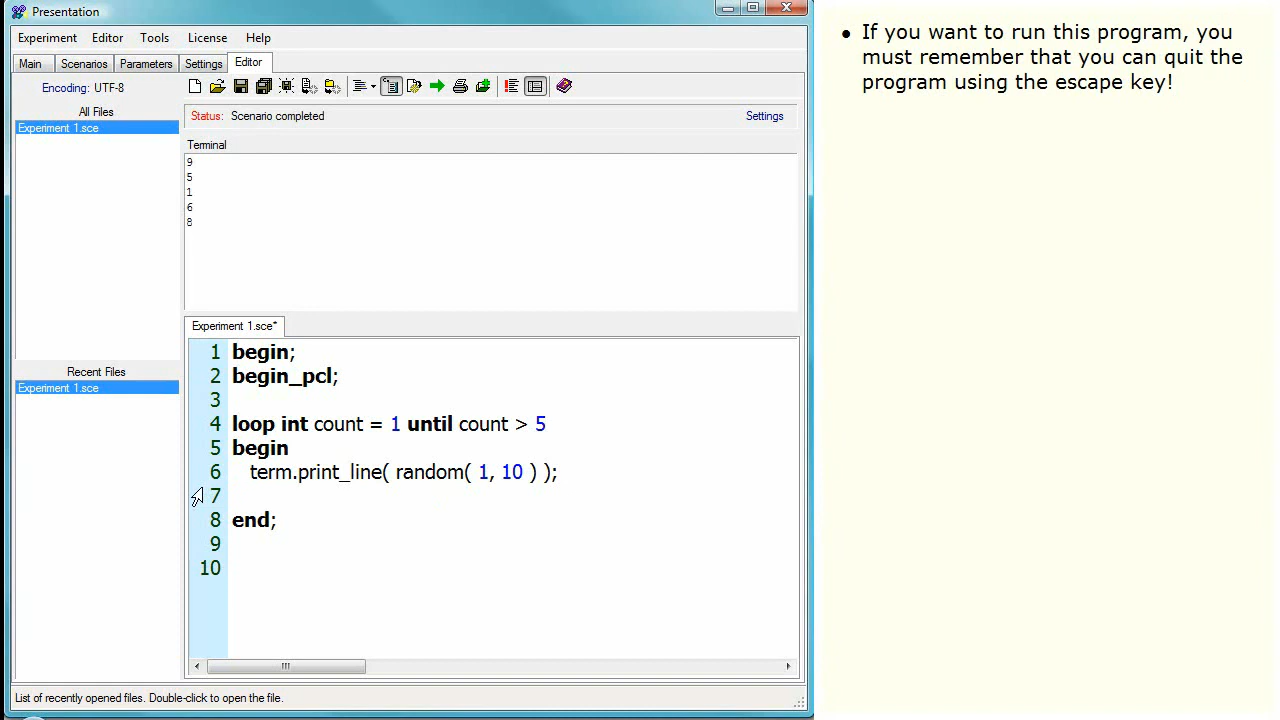 Presentation
Experiment Editor Tools License Help
Main Scenarios Parameters Settings Editor
Encoding: UTF-8
All Files
Experiment 1.sce
Status: Scenario completed Settings
Terminal
9
5
1
6
8
Recent Files
Experiment 1.sce
Experiment 1.sce*
1 begin;
2 begin_pcl;
3
4 loop int count = 1 until count > 5
5 begin
6 term.print_line( random( 1, 10 ) );
7
8 end;
9
10
List of recently opened files. Double-click to open the file.
• If you want to run this program, you
must remember that you can quit the
program using the escape key!